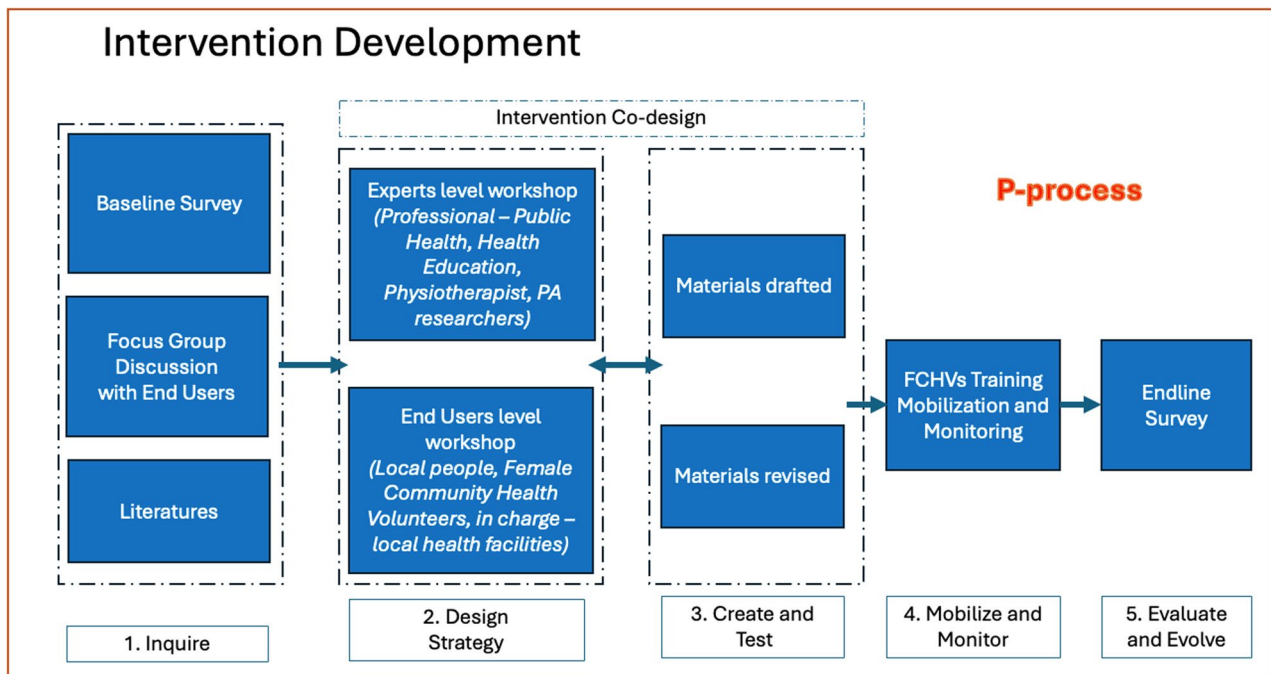 Intervention Development
Intervention Co-design
P-process
Baseline Survey
Focus Group
Discussion
with End Users
Literatures
Experts level workshop
(Professional – Public
Health, Health
Education,
Physiotherapist, PA
researchers)
End Users level
workshop
(Local people, Female
Community Health
Volunteers, in charge –
local health facilities)
Materials drafted
Materials revised
FCHVs Training
Mobilization and
Monitoring
Endline
Survey
1. Inquire
2. Design
Strategy
3. Create and
Test
4. Mobilize and
Monitor
5. Evaluate
and Evolve